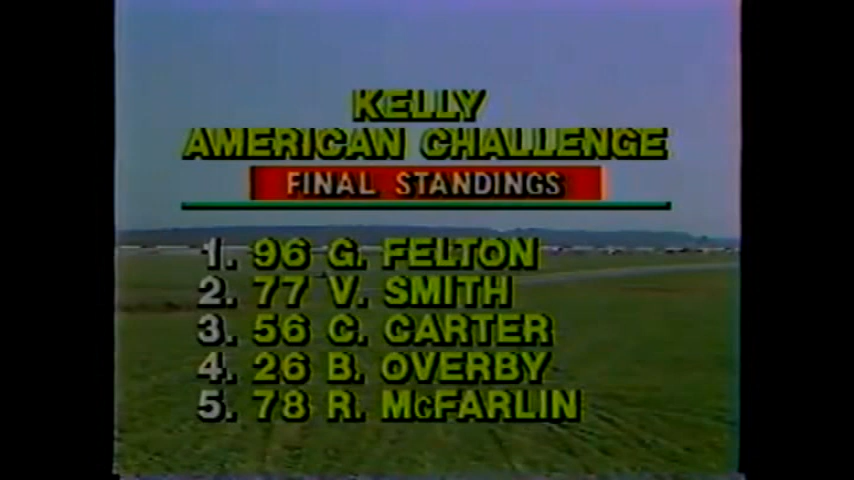 KELLY
AMERICAN CHALLENGE
FINAL STANDINGS
1. 96 G. FELTON
2. 77 V. SMITH
3. 56 C. CARTER
4. 26 B. OVERBY
5. 78 R. McFARLIN